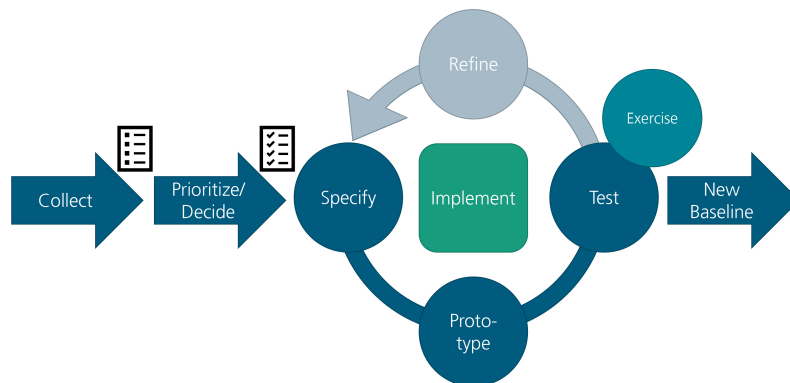 Collect
Prioritize/
Decide
Specify
Refine
Implement
Proto-
type
Test
Exercise
New
Baseline